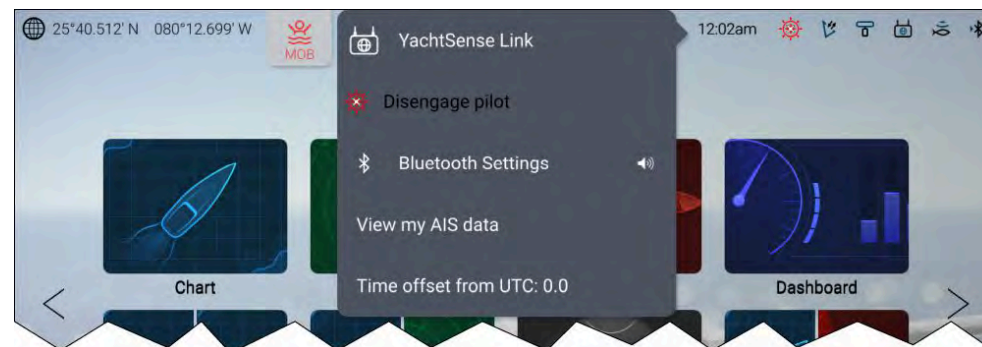 25°40.512' N 080°12.699' W
MOB
12:02am
YachtSense Link
Disengage pilot
Bluetooth Settings
View my AIS data
Time offset from UTC: 0.0
Chart
Dashboard